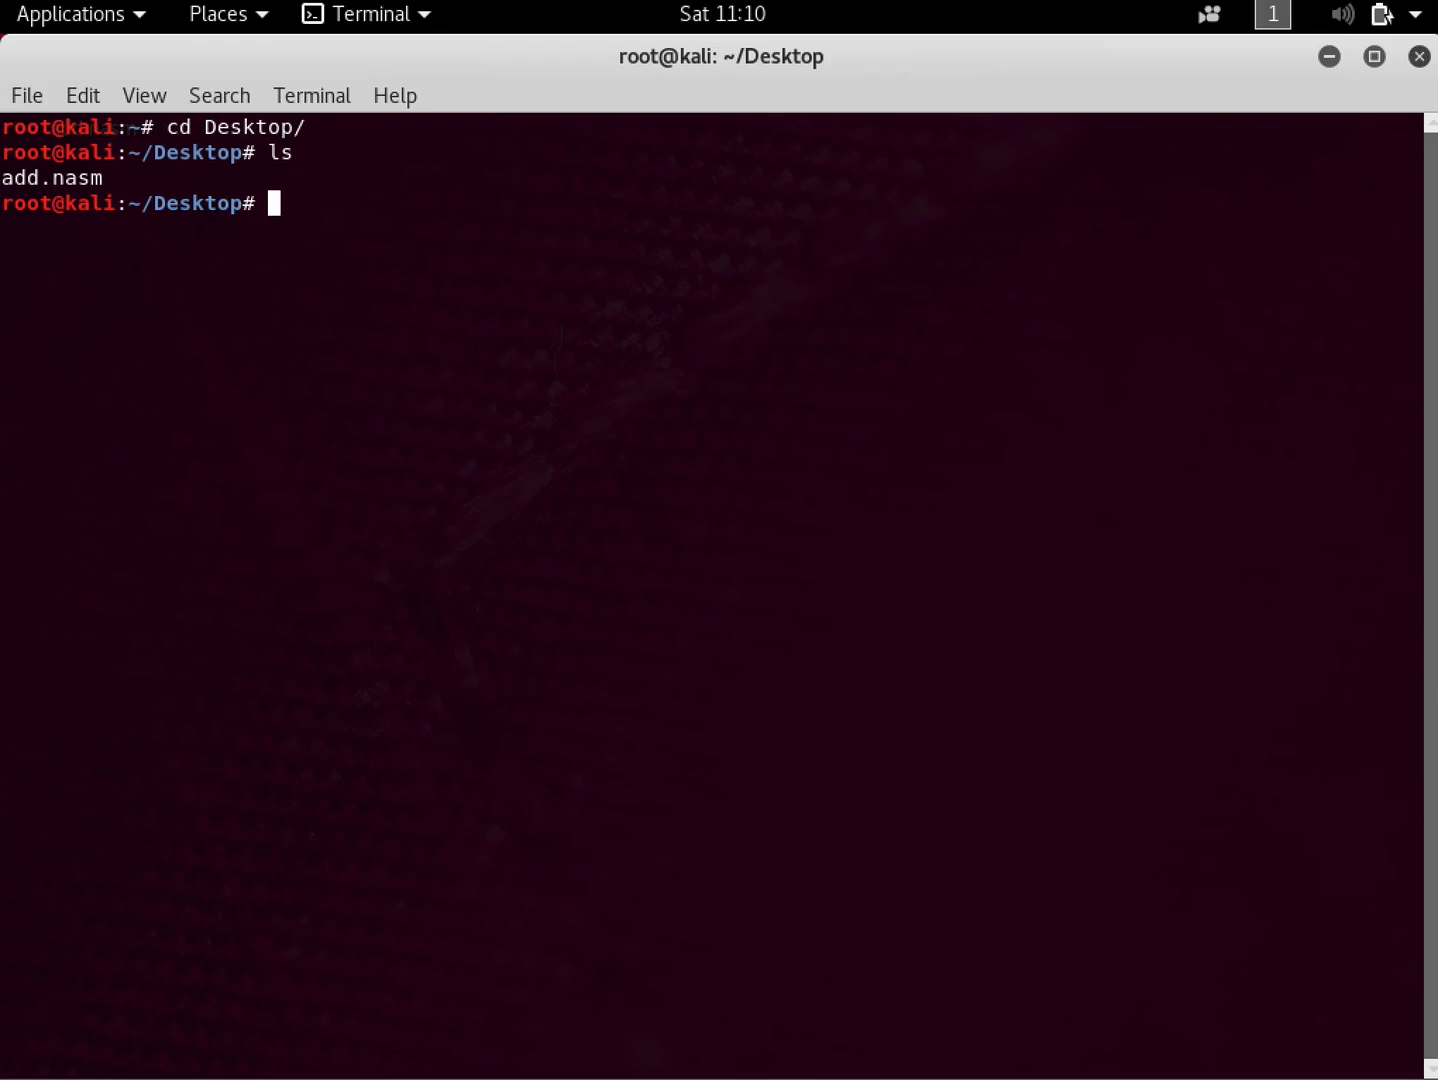 Applications Places Terminal Sat 11:10 1
root@kali: ~/Desktop
File Edit View Search Terminal Help
root@kali:~# cd Desktop/
root@kali:~/Desktop# ls
add.nasm
root@kali:~/Desktop#